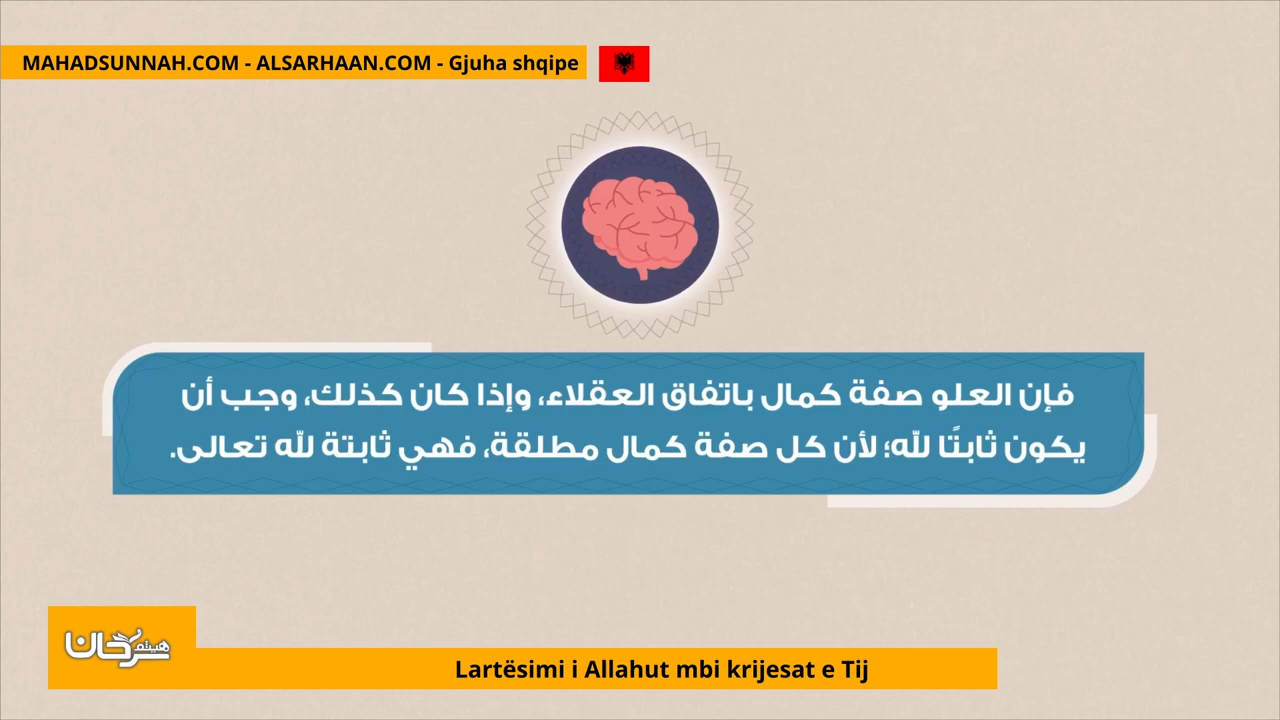 MAHADSUNNAH.COM - ALSARHAAN.COM - Gjuha shqipe
فإن العلو صفة كمال باتفاق العقلاء، وإذا كان كذلك، وجب أن
يكون ثابتًا لله؛ لأن كل صفة كمال مطلقة، فهي ثابتة لله تعالى.
هيثم سرحان
Lartësimi i Allahut mbi krijesat e Tij